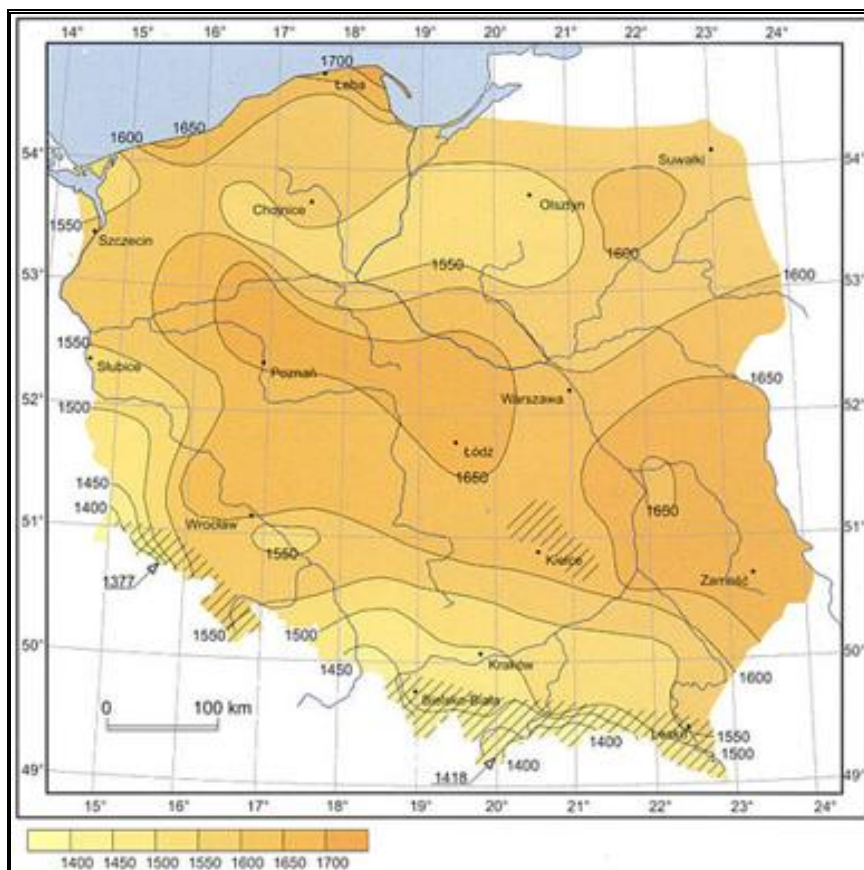 14° 15° 16° 17° 18° 19° 20° 21° 22° 23° 24°
1700
Łeba
1650
1600
54° 54°
Suwałki
Chojnice
Olsztyn
1550
Szczecin
1550
1600
1600
53° 53°
1550
Słubice
Poznań
1650
Warszawa
52° 52°
1500
Łódź
1650
1450
1400
1650
51° 51°
Wrocław
1550
Kielce
Zamość
1377
1550
1500
50° 50°
Kraków
1600
1450
Bielsko-Biała
0 100 km
Lesko
1550
1400
1500
1400
1418
49° 49°
15° 16° 17° 18° 19° 20° 21° 22° 23° 24°
1400 1450 1500 1550 1600 1650 1700